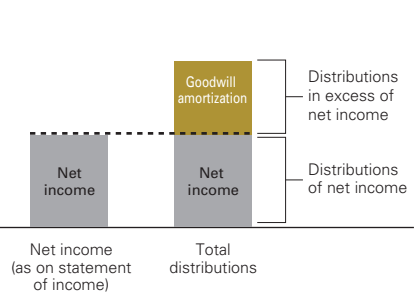 Goodwill
amortization
Distributions
in excess of
net income
Net
income
Net
income
Distributions
of net income
Net income
(as on statement
of income)
Total
distributions